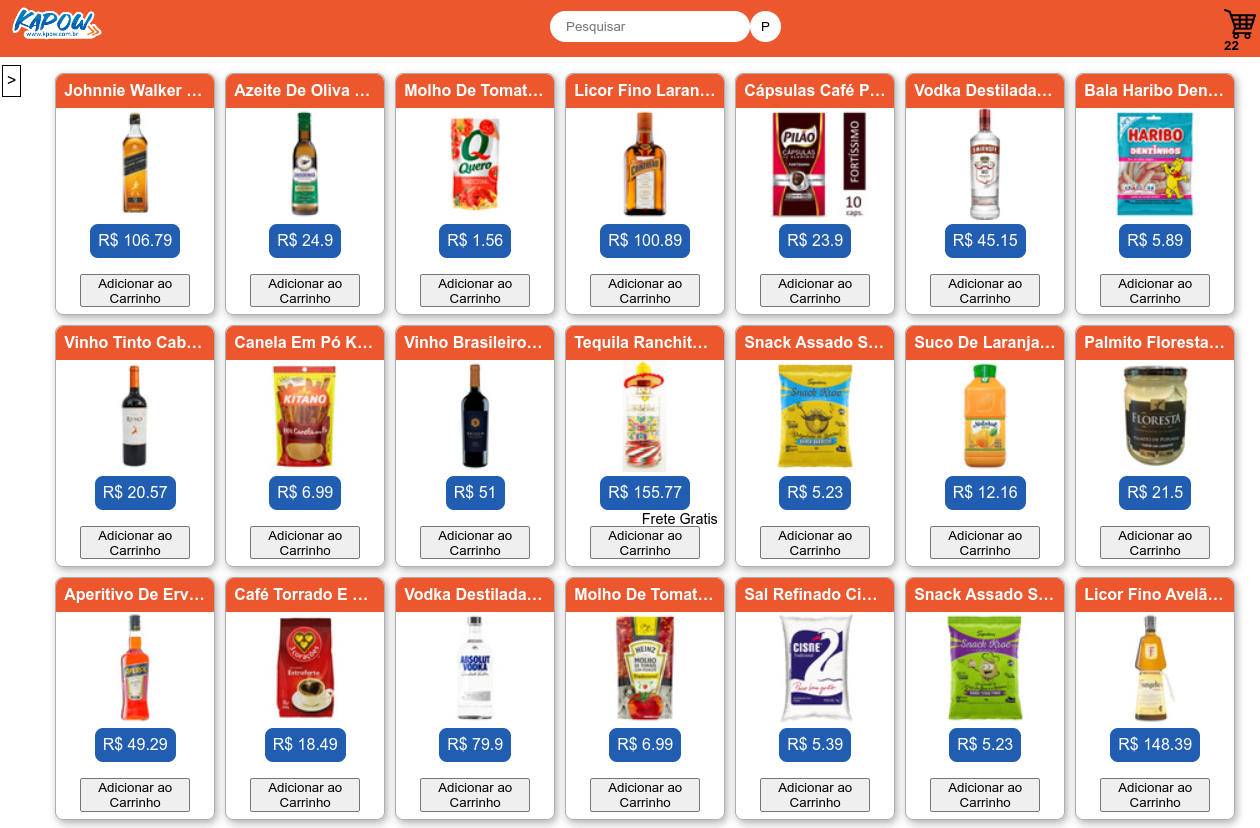 KAPOW
www.kpow.com.br
Pesquisar
P
22
>
Johnnie Walker ...
Azeite De Oliva ...
Molho De Tomat...
Licor Fino Laran...
Cápsulas Café P...
Vodka Destilada...
Bala Haribo Den...
Quero
PILÃO
CÁPSULAS
FORTÍSSIMO
10
caps.
SMIRNOFF
HARIBO
DENTINHOS
R$ 106.79
R$ 24.9
R$ 1.56
R$ 100.89
R$ 23.9
R$ 45.15
R$ 5.89
Adicionar ao
Carrinho
Adicionar ao
Carrinho
Adicionar ao
Carrinho
Adicionar ao
Carrinho
Adicionar ao
Carrinho
Adicionar ao
Carrinho
Adicionar ao
Carrinho
Vinho Tinto Cab...
Canela Em Pó K...
Vinho Brasileiro...
Tequila Ranchit...
Snack Assado S...
Suco De Laranja...
Palmito Floresta...
KITANO
Snack Kroc
FLORESTA
R$ 20.57
R$ 6.99
R$ 51
R$ 155.77
R$ 5.23
R$ 12.16
R$ 21.5
Frete Gratis
Adicionar ao
Carrinho
Adicionar ao
Carrinho
Adicionar ao
Carrinho
Adicionar ao
Carrinho
Adicionar ao
Carrinho
Adicionar ao
Carrinho
Adicionar ao
Carrinho
Aperitivo De Erv...
Café Torrado E ...
Vodka Destilada...
Molho De Tomat...
Sal Refinado Ci...
Snack Assado S...
Licor Fino Avelã...
3 corações
Extraforte
ABSOLUT
VODKA
HEINZ
MOLHO
DE TOMATE
Tradicional
CISNE
Snack Kroc
R$ 49.29
R$ 18.49
R$ 79.9
R$ 6.99
R$ 5.39
R$ 5.23
R$ 148.39
Adicionar ao
Carrinho
Adicionar ao
Carrinho
Adicionar ao
Carrinho
Adicionar ao
Carrinho
Adicionar ao
Carrinho
Adicionar ao
Carrinho
Adicionar ao
Carrinho